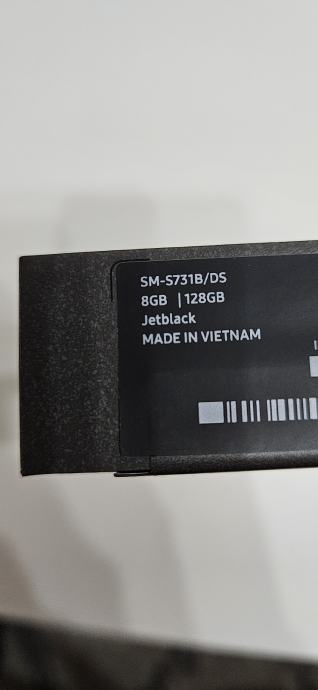 SM-S731B/DS
8GB | 128GB
Jetblack
MADE IN VIETNAM